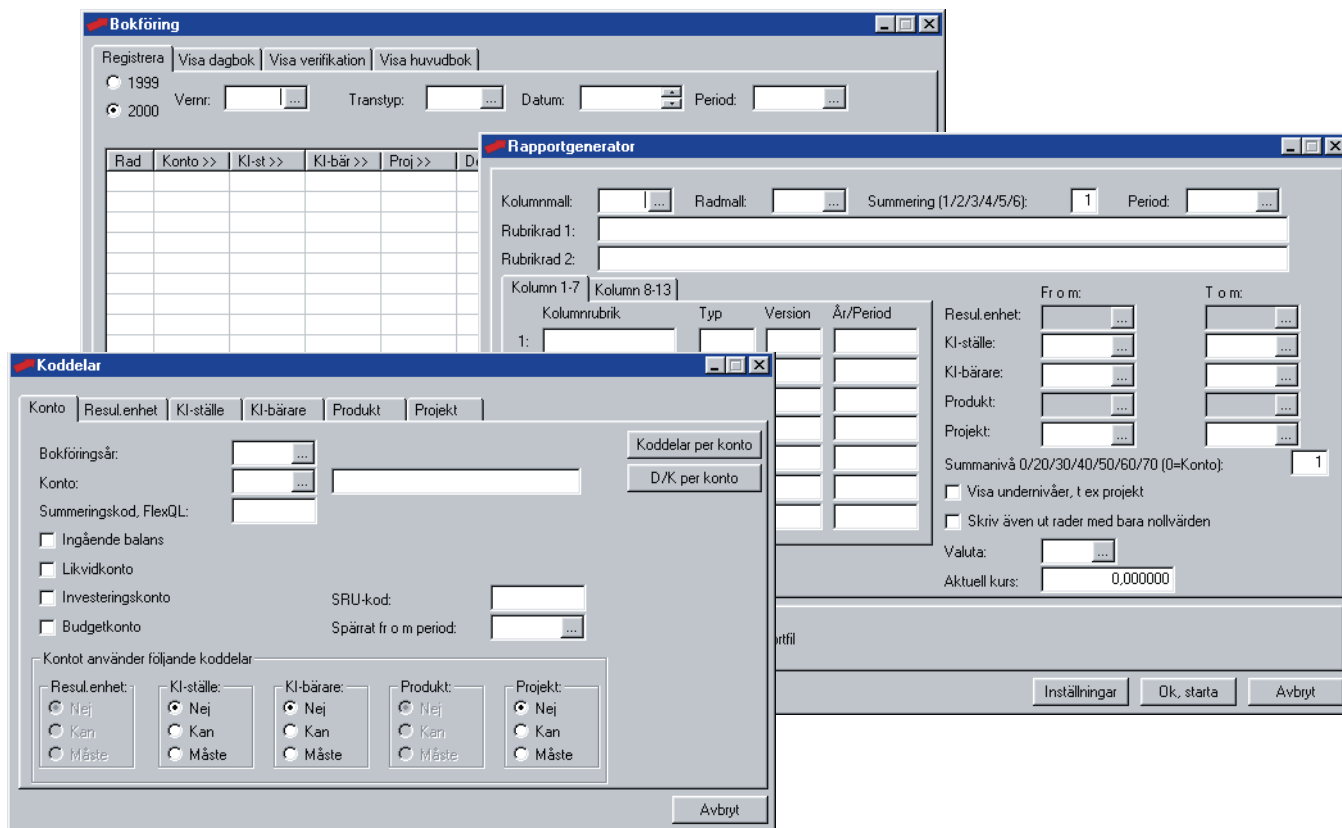 Bokföring
Registrera Visa dagbok Visa verifikation Visa huvudbok
1999
2000 Vernr: ... Transtyp: ... Datum: Period: ...
Rad Konto >> Kl-st >> Kl-bär >> Proj >>
Rapportgenerator
Kolumnmall: ... Radmall: ... Summering (1/2/3/4/5/6): 1 Period: ...
Rubrikrad 1:
Rubrikrad 2:
Kolumn 1-7 Kolumn 8-13
Kolumnrubrik Typ Version År/Period
1:
Fr o m: T o m:
Resul.enhet: ... ...
Kl-ställe: ... ...
Kl-bärare: ... ...
Produkt: ... ...
Projekt: ... ...
Summanivå 0/20/30/40/50/60/70 (0=Konto): 1
Visa undernivåer, t ex projekt
Skriv även ut rader med bara nollvärden
Valuta: ...
Aktuell kurs: 0,000000
Inställningar Ok, starta Avbryt
Koddelar
Konto Resul.enhet Kl-ställe Kl-bärare Produkt Projekt
Bokföringsår: ... Koddelar per konto
Konto: ... D/K per konto
Summeringskod, FlexQL:
Ingående balans
Likvidkonto
Investeringskonto SRU-kod:
Budgetkonto Spärrat fr o m period: ...
Kontot använder följande koddelar
Resul.enhet: Kl-ställe: Kl-bärare: Produkt: Projekt:
Nej Nej Nej Nej Nej
Kan Kan Kan Kan Kan
Måste Måste Måste Måste Måste
Avbryt